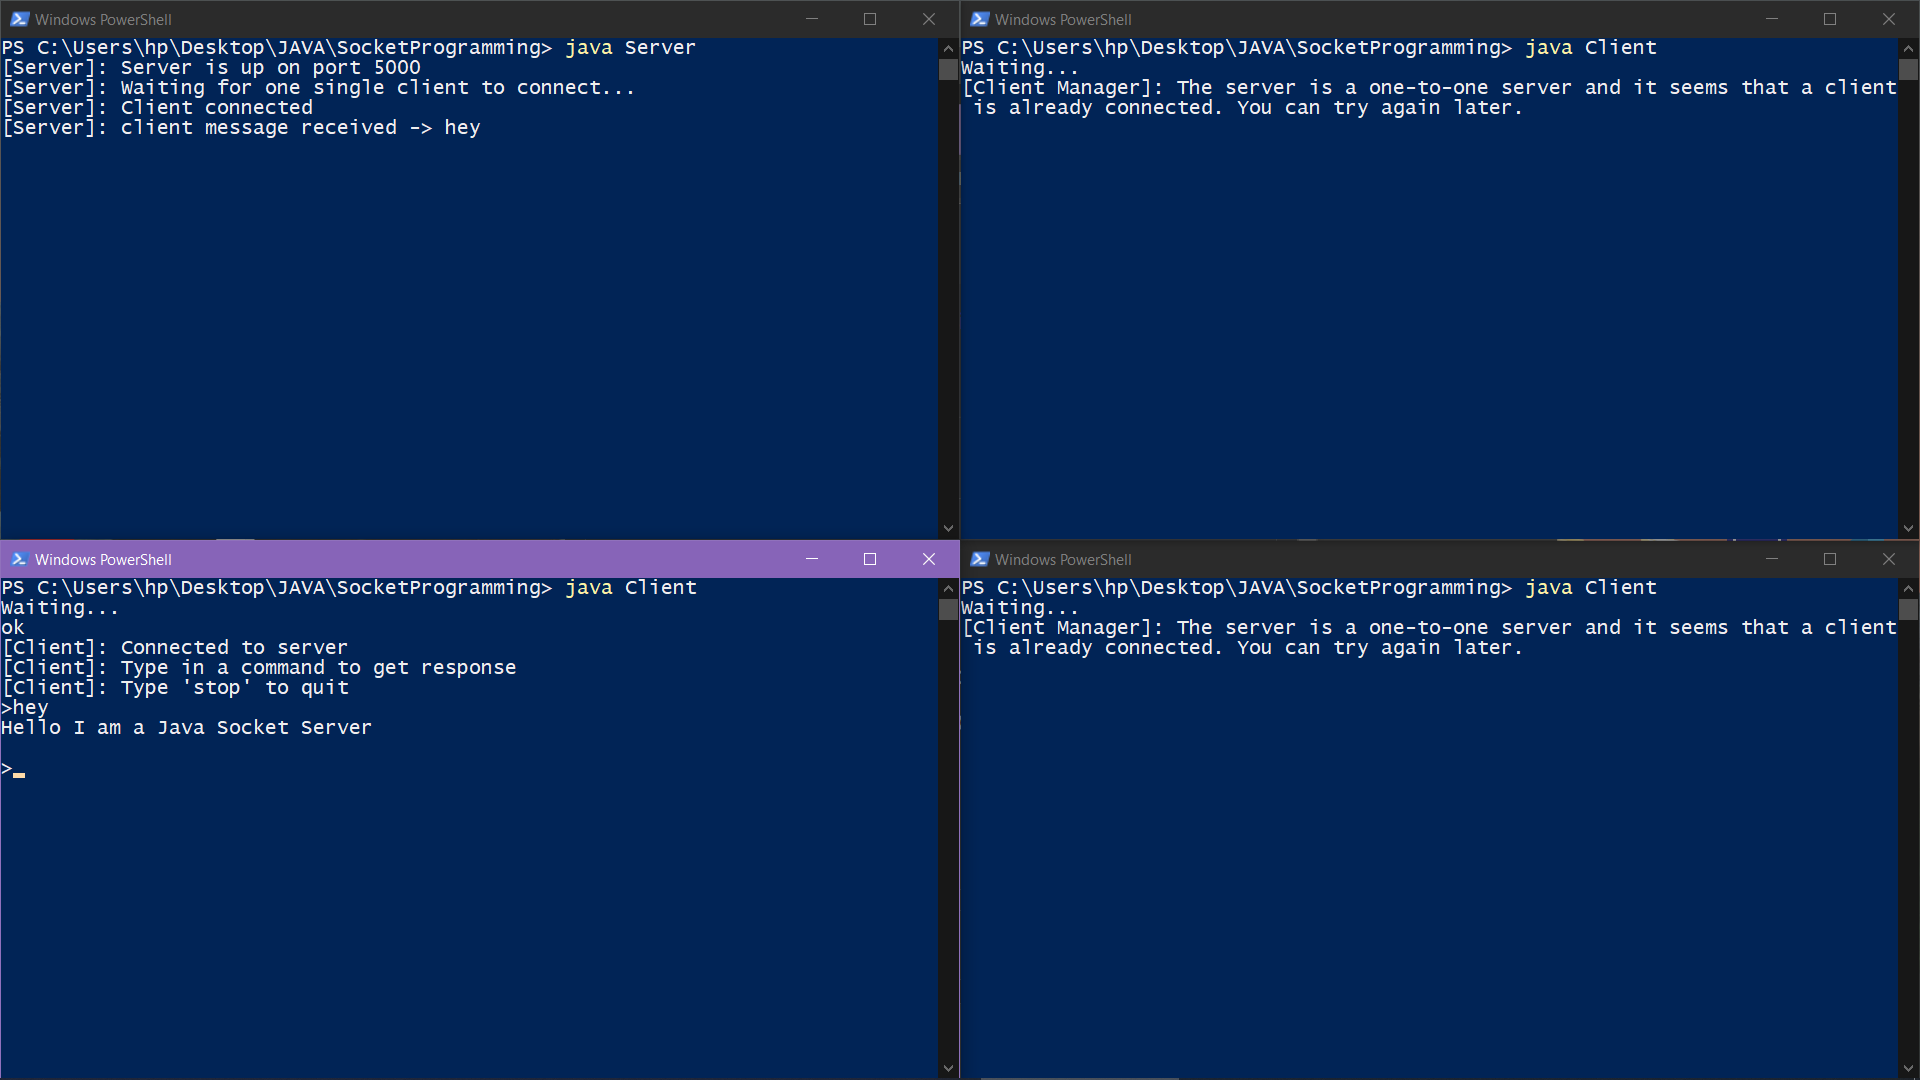 Windows PowerShell
PS C:\Users\hp\Desktop\JAVA\SocketProgramming> java Server
[Server]: Server is up on port 5000
[Server]: Waiting for one single client to connect...
[Server]: Client connected
[Server]: client message received -> hey
Windows PowerShell
PS C:\Users\hp\Desktop\JAVA\SocketProgramming> java Client
Waiting...
[Client Manager]: The server is a one-to-one server and it seems that a client
is already connected. You can try again later.
Windows PowerShell
PS C:\Users\hp\Desktop\JAVA\SocketProgramming> java Client
Waiting...
ok
[Client]: Connected to server
[Client]: Type in a command to get response
[Client]: Type 'stop' to quit
>hey
Hello I am a Java Socket Server
>_
Windows PowerShell
PS C:\Users\hp\Desktop\JAVA\SocketProgramming> java Client
Waiting...
[Client Manager]: The server is a one-to-one server and it seems that a client
is already connected. You can try again later.